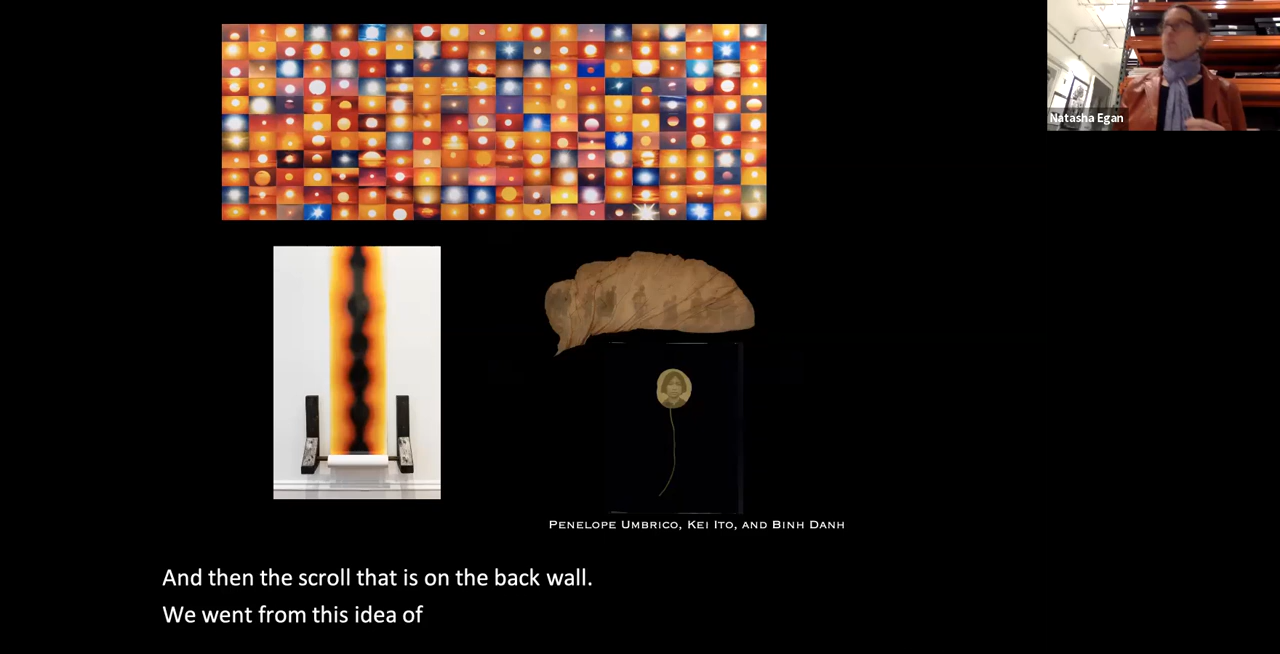 Natasha Egan
Penelope Umbrico, Kei Ito, and Binh Danh
And then the scroll that is on the back wall.
We went from this idea of